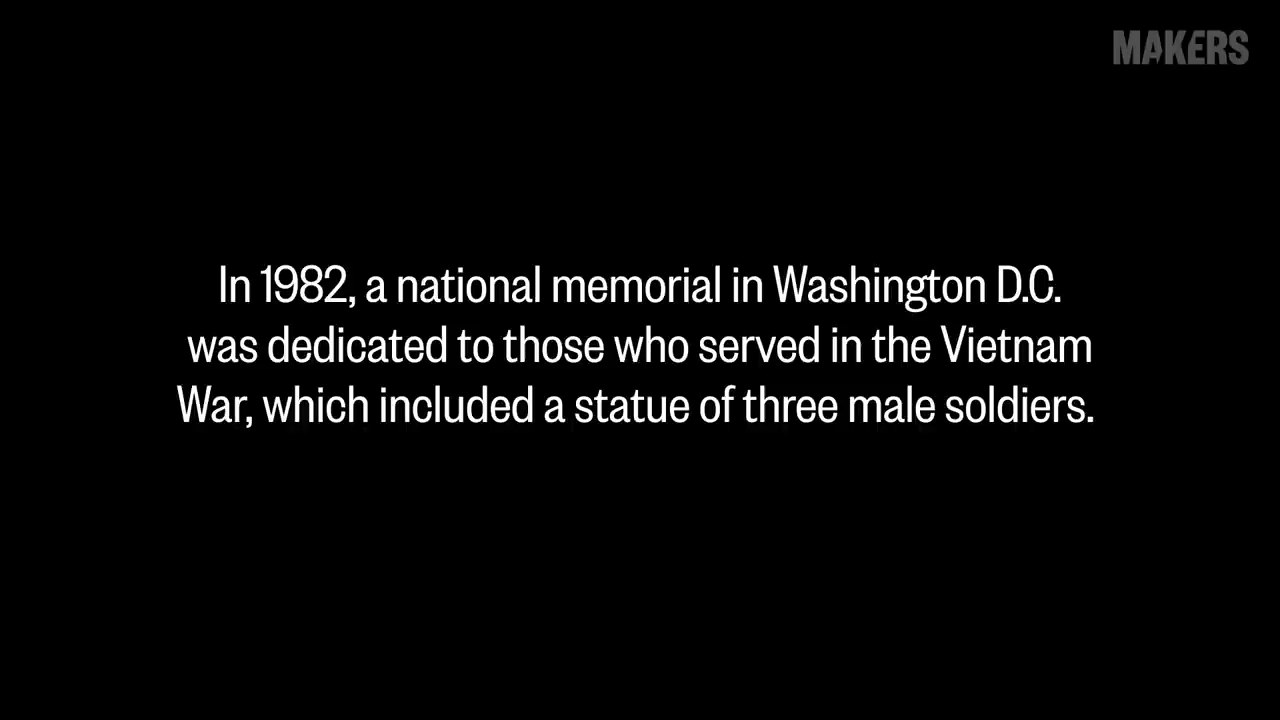 MAKERS
In 1982, a national memorial in Washington D.C.
was dedicated to those who served in the Vietnam
War, which included a statue of three male soldiers.